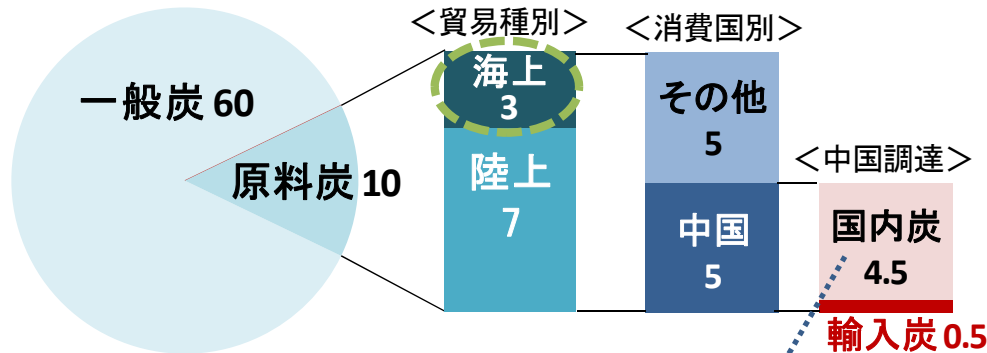 ＜貿易種別＞
＜消費国別＞
一般炭 60
原料炭 10
海上
3
陸上
7
その他
5
中国
5
＜中国調達＞
国内炭
4.5
輸入炭 0.5